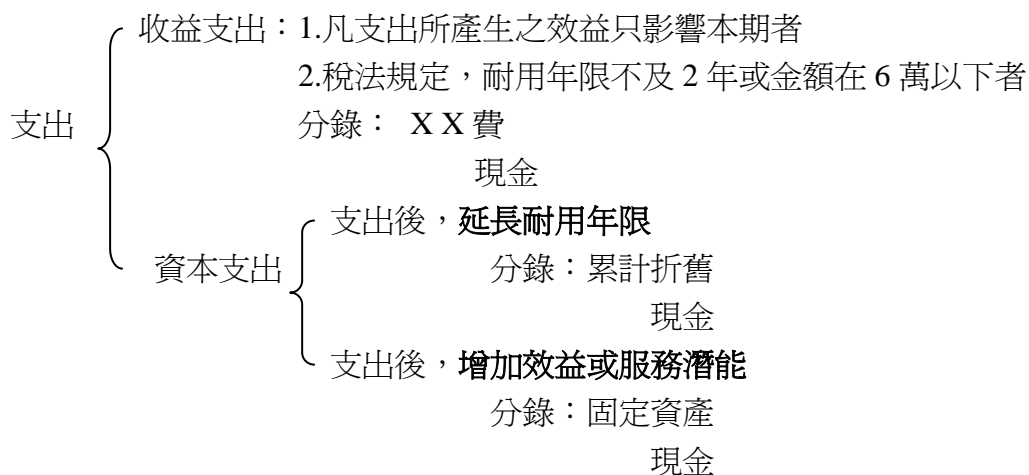 收益支出：1.凡支出所產生之效益只影響本期者
2.稅法規定，耐用年限不及 2 年或金額在 6 萬以下者
支出
分錄： X X 費
現金
支出後，延長耐用年限
資本支出
分錄：累計折舊
現金
支出後，增加效益或服務潛能
分錄：固定資產
現金